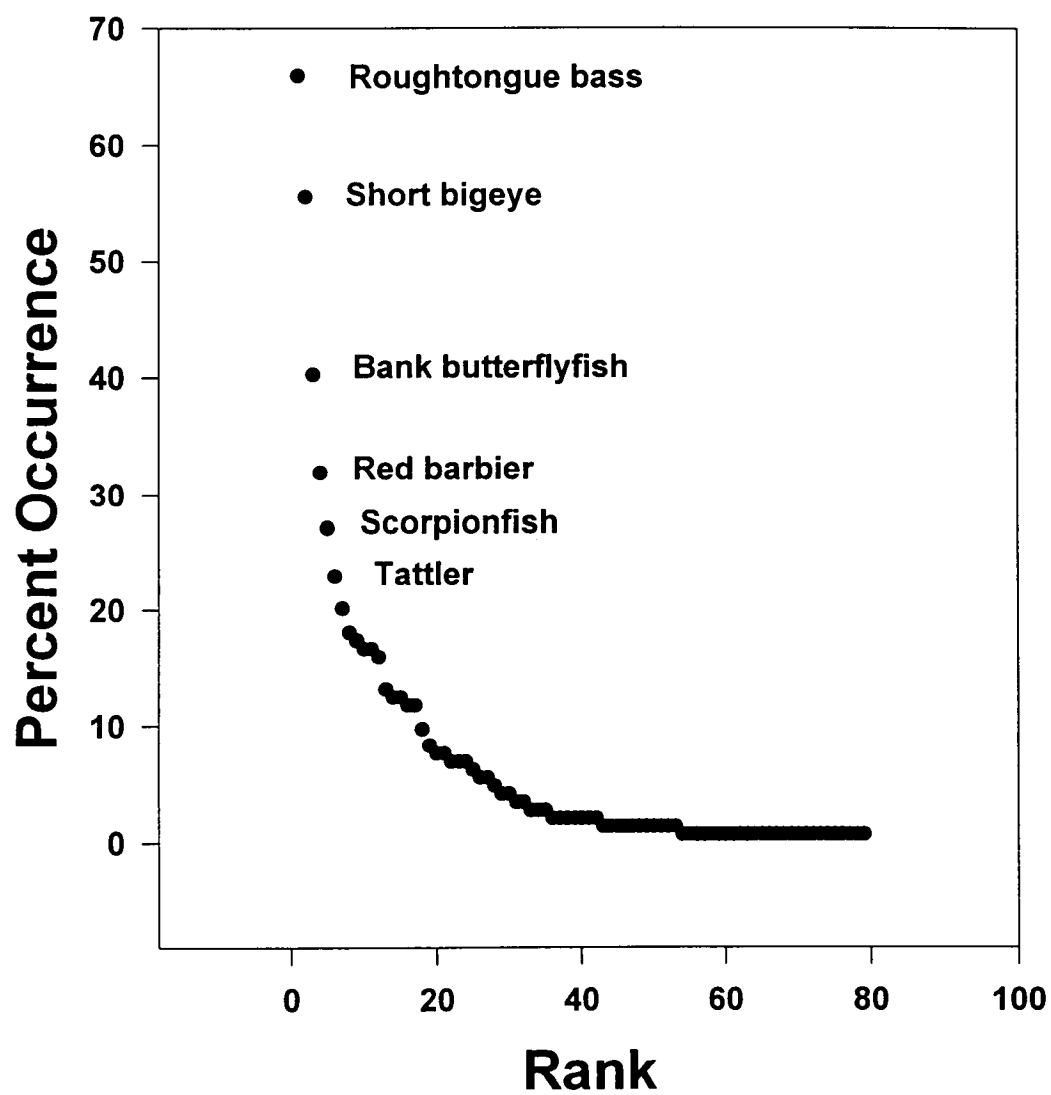 70
Roughtongue bass
60
Short bigeye
50
Bank butterflyfish
40
Red barbier
30
Scorpionfish
Tattler
20
10
0
Percent Occurrence
0 20 40 60 80 100
Rank